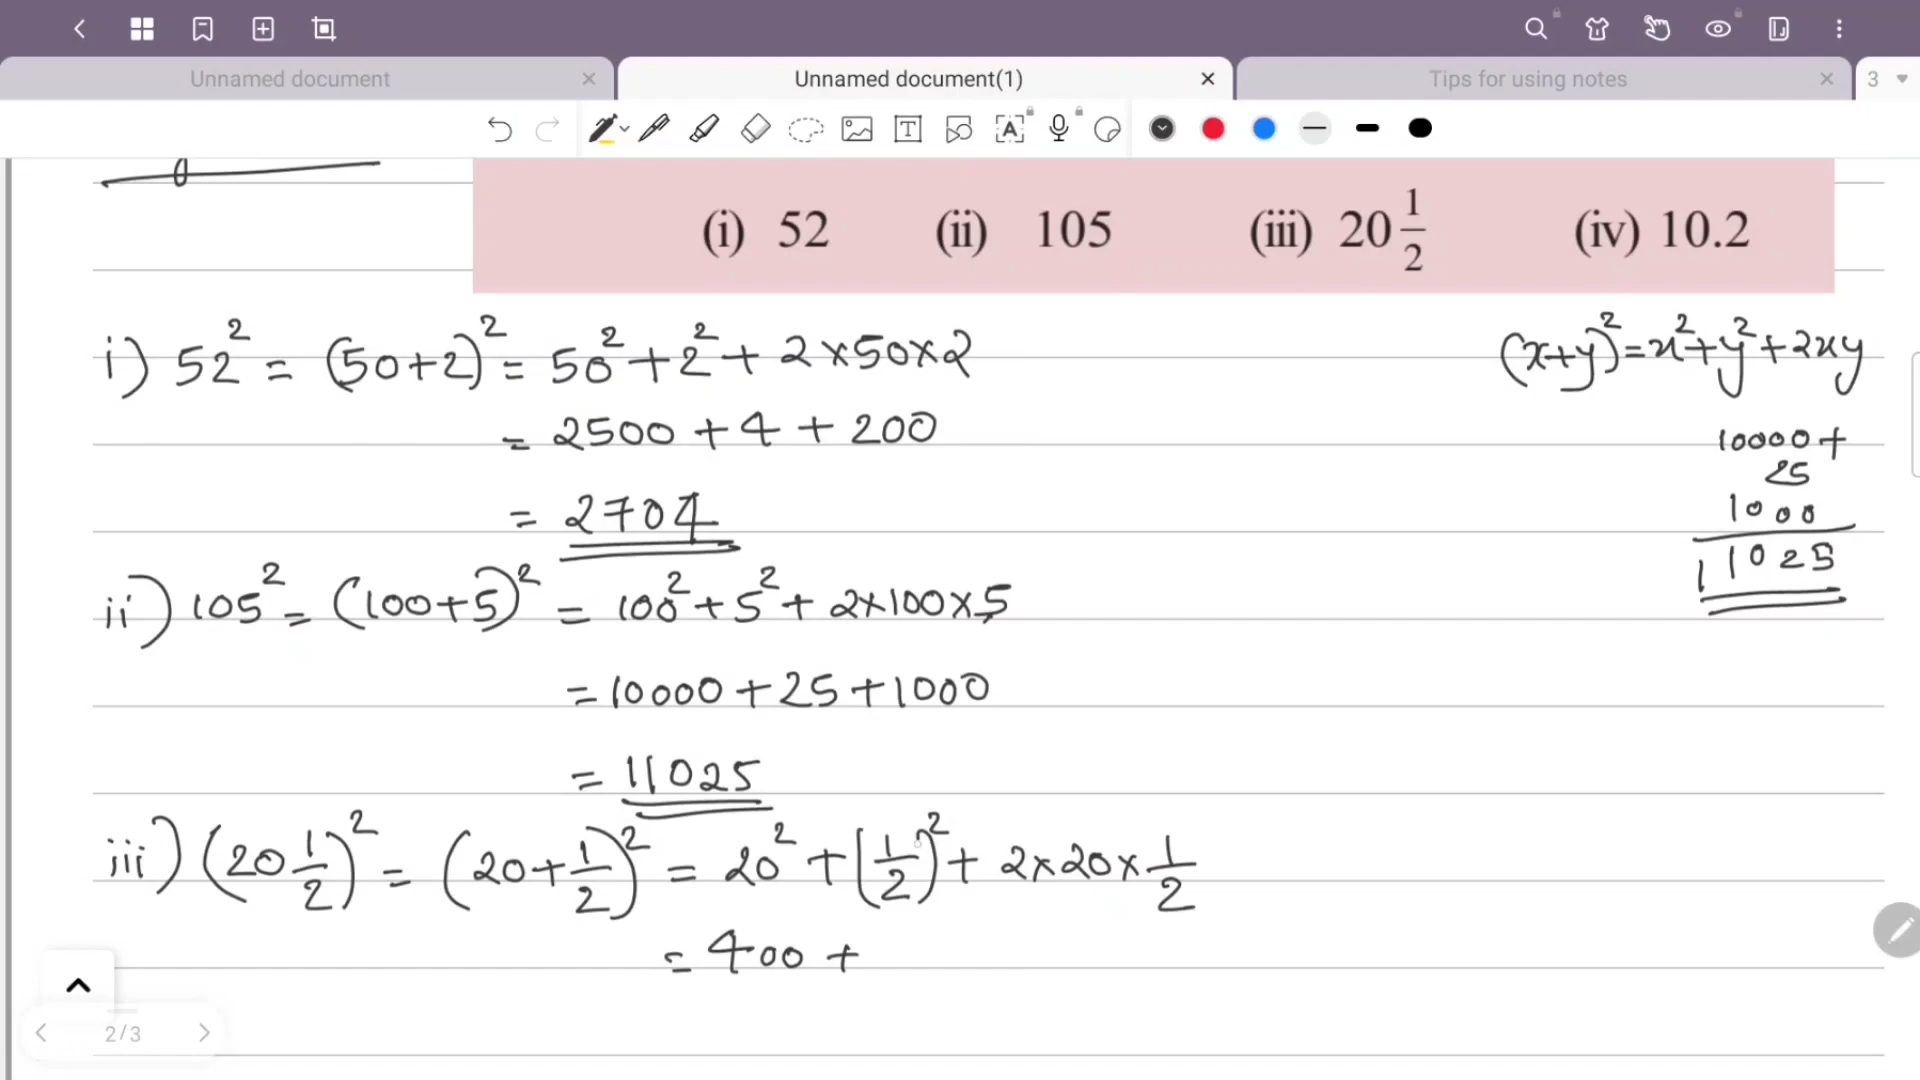 Unnamed document
Unnamed document(1)
Tips for using notes
3
(i) 52 (ii) 105 (iii) 20 1/2 (iv) 10.2
i) 52² = (50+2)² = 50² + 2² + 2×50×2
(x+y)² = x² + y² + 2xy
= 2500 + 4 + 200
10000 +
25
= 2704
1000
11025
ii) 105² = (100+5)² = 100² + 5² + 2×100×5
= 10000 + 25 + 1000
= 11025
iii) (20 1/2)² = (20 + 1/2)² = 20² + (1/2)² + 2×20×1/2
= 400 +
2/3